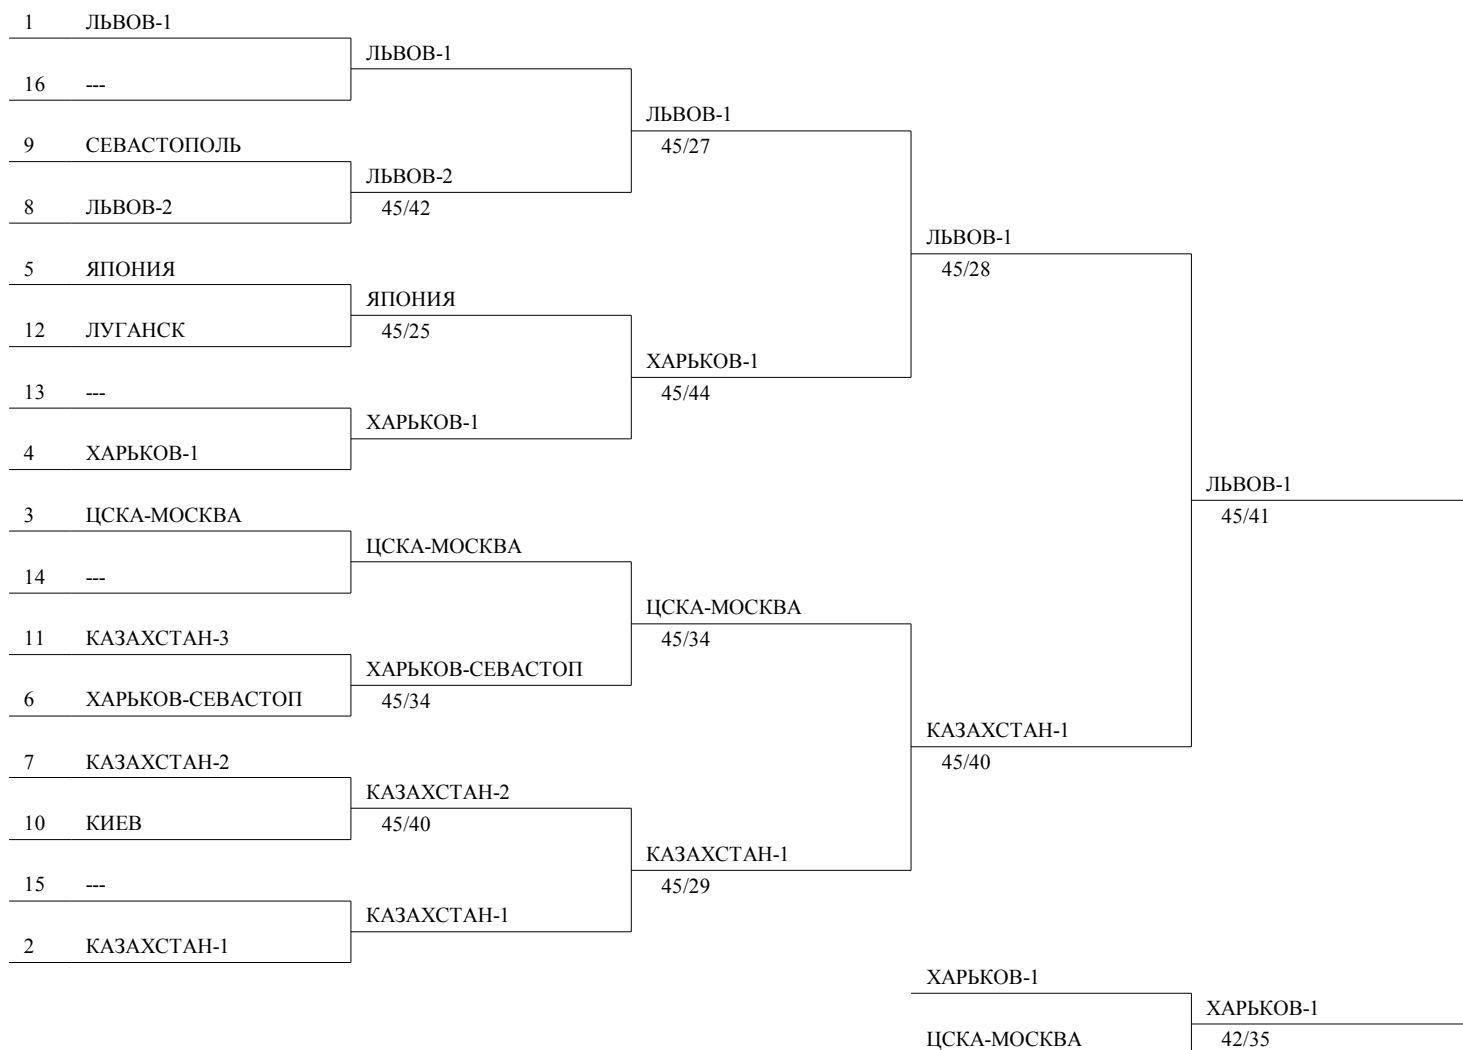 1 ЛЬВОВ-1
ЛЬВОВ-1
16 ---
ЛЬВОВ-1
45/27
9 СЕВАСТОПОЛЬ
ЛЬВОВ-2
45/42
8 ЛЬВОВ-2
ЛЬВОВ-1
45/28
5 ЯПОНИЯ
ЯПОНИЯ
45/25
12 ЛУГАНСК
ХАРЬКОВ-1
45/44
13 ---
ХАРЬКОВ-1
4 ХАРЬКОВ-1
ЛЬВОВ-1
45/41
3 ЦСКА-МОСКВА
ЦСКА-МОСКВА
14 ---
ЦСКА-МОСКВА
45/34
11 КАЗАХСТАН-3
ХАРЬКОВ-СЕВАСТОП
45/34
6 ХАРЬКОВ-СЕВАСТОП
КАЗАХСТАН-1
45/40
7 КАЗАХСТАН-2
КАЗАХСТАН-2
45/40
10 КИЕВ
КАЗАХСТАН-1
45/29
15 ---
КАЗАХСТАН-1
2 КАЗАХСТАН-1
ХАРЬКОВ-1
ХАРЬКОВ-1
42/35
ЦСКА-МОСКВА